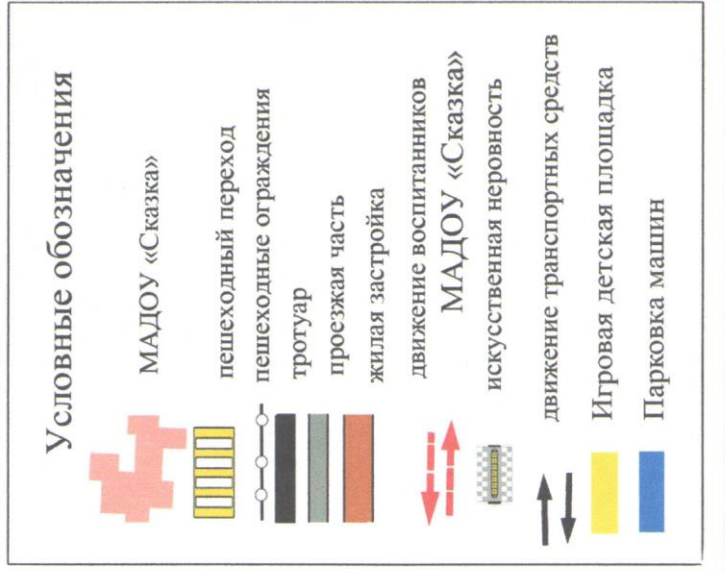 Условные обозначения
МАДОУ «Сказка»
пешеходный переход
пешеходные ограждения
тротуар
проезжая часть
жилая застройка
движение воспитанников
МАДОУ «Сказка»
искусственная неровность
движение транспортных средств
Игровая детская площадка
Парковка машин